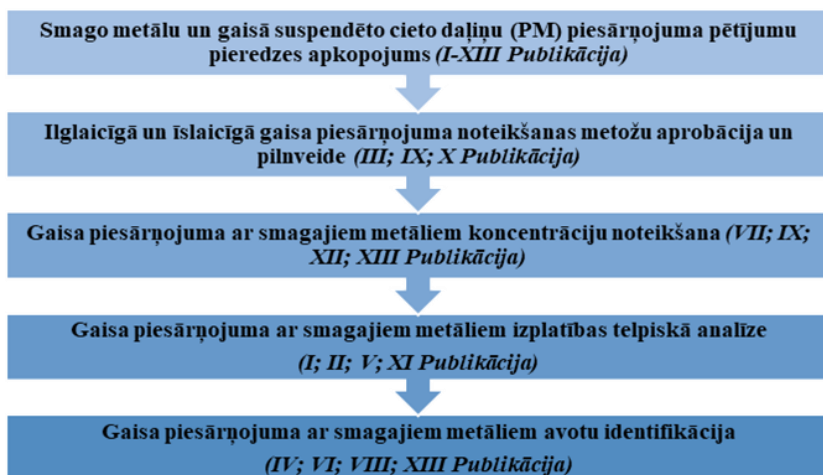 Smago metālu un gaisā suspendēto cieto daļiņu (PM) piesārņojuma pētījumu
pieredzes apkopojums (I-XIII Publikācija)
Ilglaicīgā un īslaicīgā gaisa piesārņojuma noteikšanas metožu aprobācija un
pilnveide (III; IX; X Publikācija)
Gaisa piesārņojuma ar smagajiem metāliem koncentrāciju noteikšana (VII; IX;
XII; XIII Publikācija)
Gaisa piesārņojuma ar smagajiem metāliem izplatības telpiskā analīze
(I; II; V; XI Publikācija)
Gaisa piesārņojuma ar smagajiem metāliem avotu identifikācija
(IV; VI; VIII; XIII Publikācija)